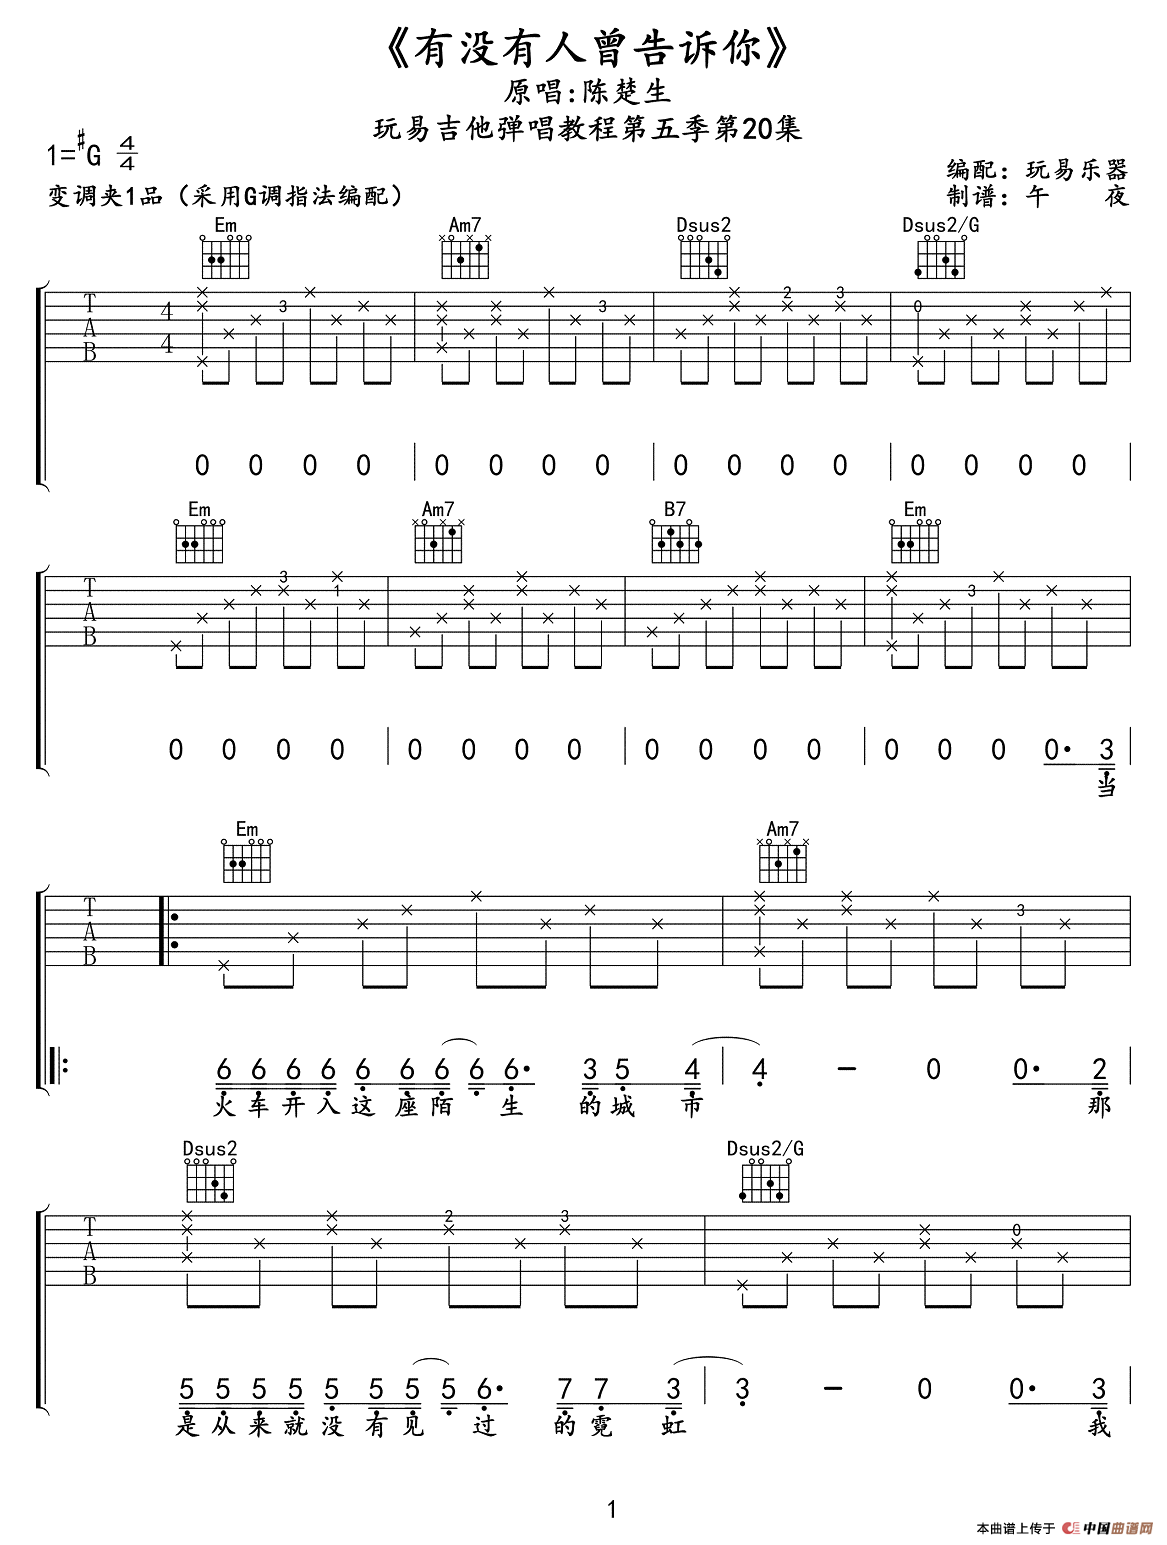 《有没有人曾告诉你》
原唱:陈楚生
玩易吉他弹唱教程第五季第20集
1=#G 4/4
编配：玩易乐器
变调夹1品（采用G调指法编配）
制谱：午 夜
Em Am7 Dsus2 Dsus2/G
T A B 4 4 3 3 2 3 0
0 0 0 0 0 0 0 0 0 0 0 0 0 0 0 0
Em Am7 B7 Em
T A B 3 1 3
0 0 0 0 0 0 0 0 0 0 0 0 0 0 0 0 0· 3
当
Em Am7
T A B 3
6 6 6 6 6 6 6 6 6· 3 5 4 4 - 0 0· 2
火 车 开 入 这 座 陌 生 的 城 市 那
Dsus2 Dsus2/G
T A B 2 3 0
5 5 5 5 5 5 5 5 6· 7 7 3 3 - 0 0· 3
是 从 来 就 没 有 见 过 的 霓 虹 我
1
本曲谱上传于 中国曲谱网